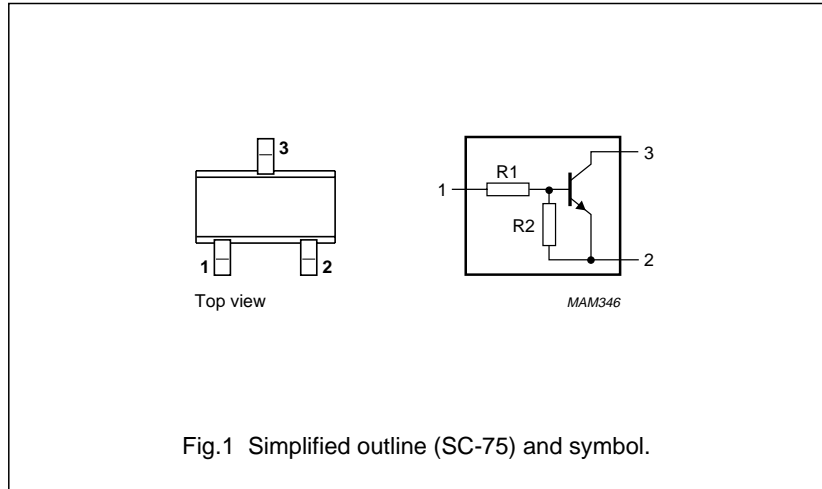 3
1
2
Top view
1
R1
R2
3
2
MAM346
Fig.1 Simplified outline (SC-75) and symbol.